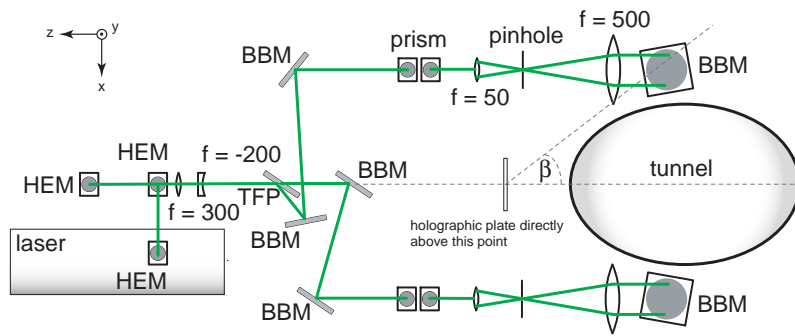 f = 500
y
z
x
BBM
prism
pinhole
BBM
f = 50
HEM
f = -200
BBM
β
tunnel
HEM
TFP
f = 300
BBM
holographic plate directly
above this point
laser
HEM
BBM
BBM